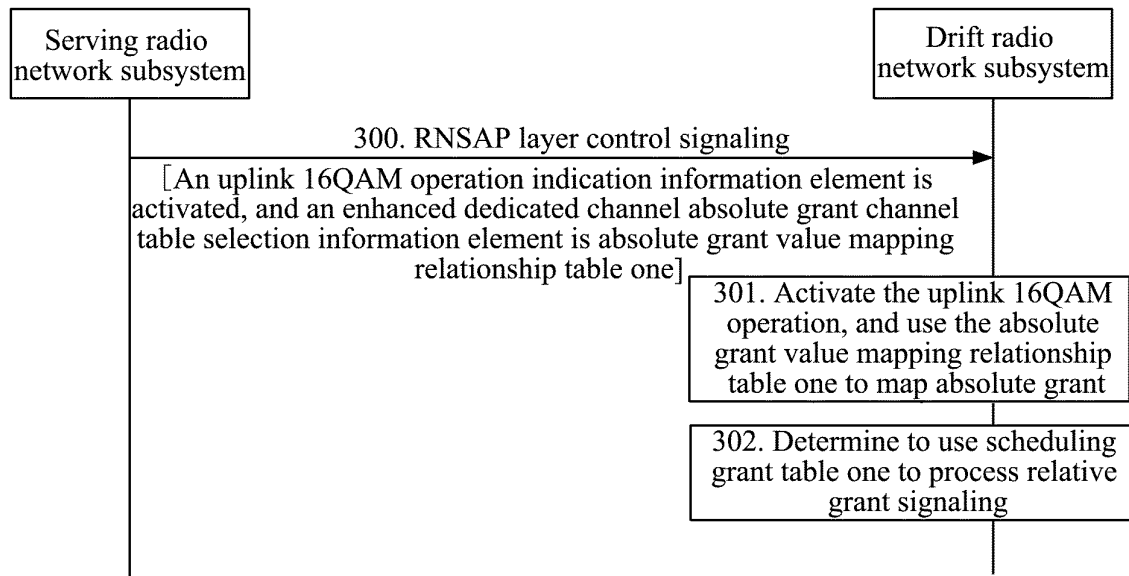 Serving radio
network subsystem
Drift radio
network subsystem
300. RNSAP layer control signaling
[An uplink 16QAM operation indication information element is
activated, and an enhanced dedicated channel absolute grant channel
table selection information element is absolute grant value mapping
relationship table one]
301. Activate the uplink 16QAM
operation, and use the absolute
grant value mapping relationship
table one to map absolute grant
302. Determine to use scheduling
grant table one to process relative
grant signaling